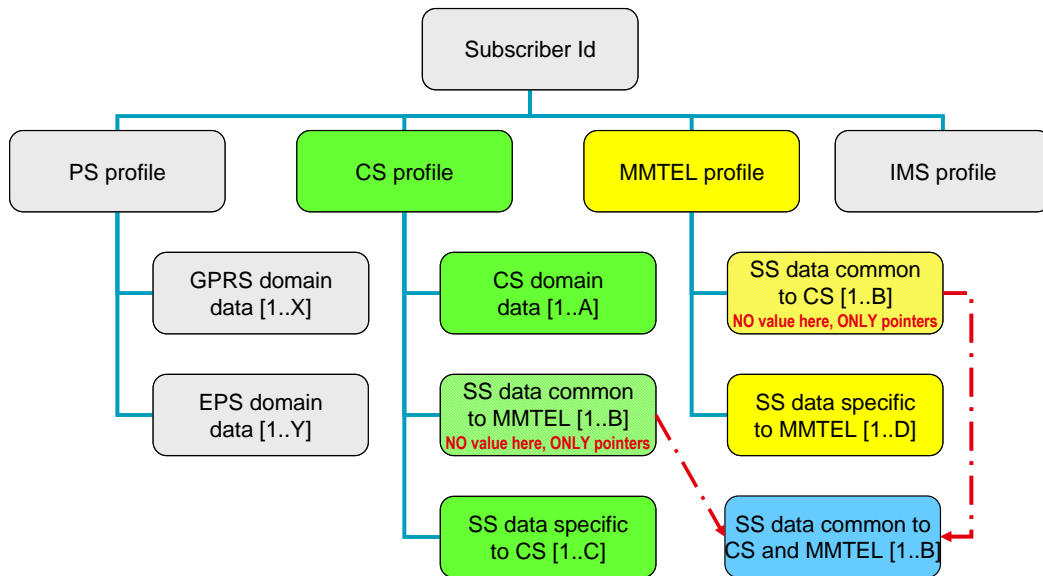 Subscriber Id
PS profile
CS profile
MMTEL profile
IMS profile
GPRS domain
data [1..X]
CS domain
data [1..A]
SS data common
to CS [1..B]
NO value here, ONLY pointers
EPS domain
data [1..Y]
SS data common
to MMTEL [1..B]
NO value here, ONLY pointers
SS data specific
to MMTEL [1..D]
SS data specific
to CS [1..C]
SS data common to
CS and MMTEL [1..B]